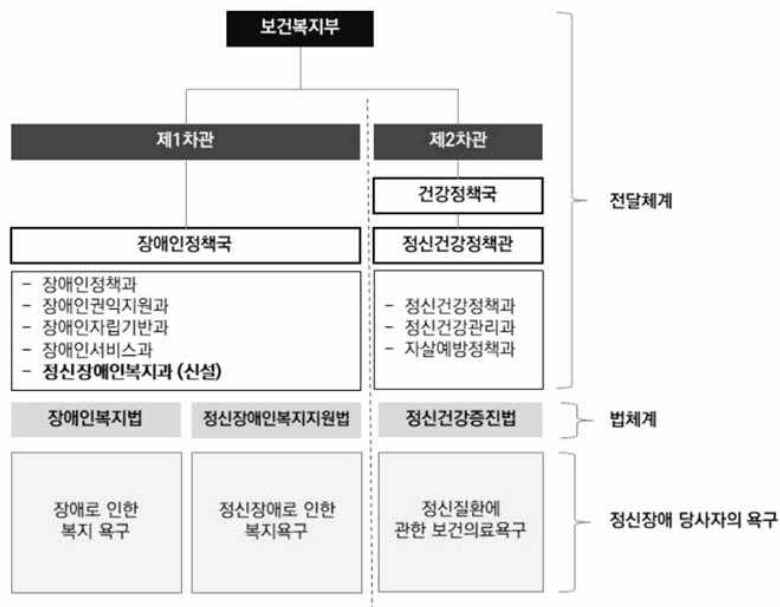 보건복지부
제1차관
제2차관
건강정책국
전달체계
장애인정책국
정신건강정책관
- 장애인정책과
- 장애인권익지원과
- 장애인자립기반과
- 장애인서비스과
- 정신장애인복지과 (신설)
- 정신건강정책과
- 정신건강관리과
- 자살예방정책과
장애인복지법
정신장애인복지지원법
정신건강증진법
법체계
장애로 인한
복지 욕구
정신장애로 인한
복지욕구
정신질환에
관한 보건의료욕구
정신장애 당사자의 욕구